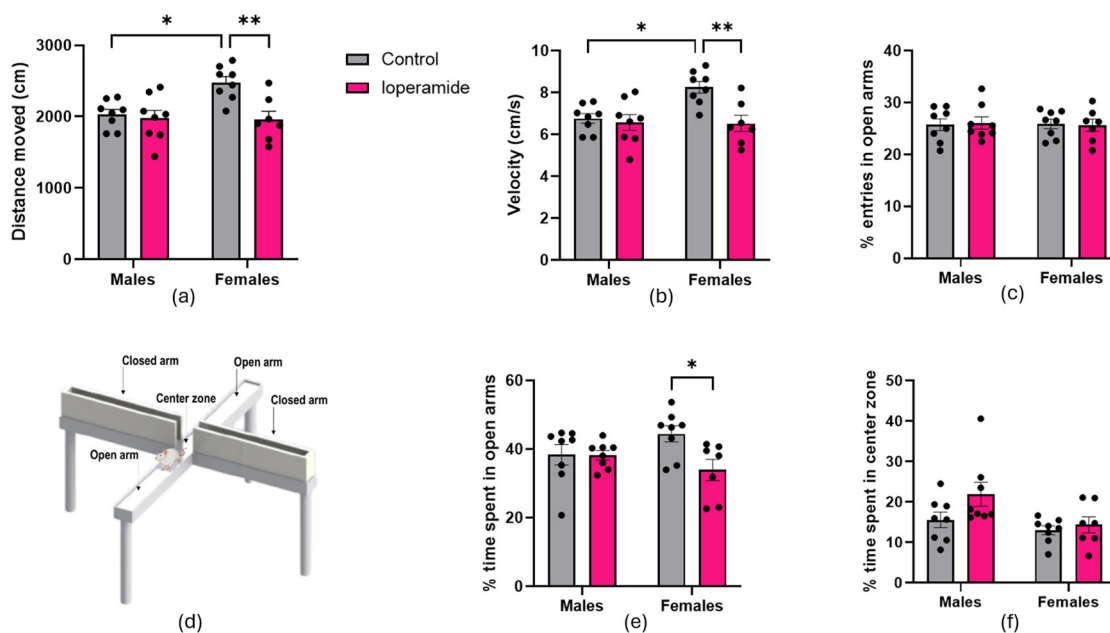 *
**
Distance moved (cm)
3000
2000
1000
0
Males
Females
(a)
Control
loperamide
*
**
Velocity (cm/s)
10
8
6
4
2
0
Males
Females
(b)
% entries in open arms
40
30
20
10
0
Males
Females
(c)
Closed arm
Open arm
Center zone
Closed arm
Open arm
(d)
*
% time spent in open arms
60
40
20
0
Males
Females
(e)
% time spent in center zone
50
40
30
20
10
0
Males
Females
(f)